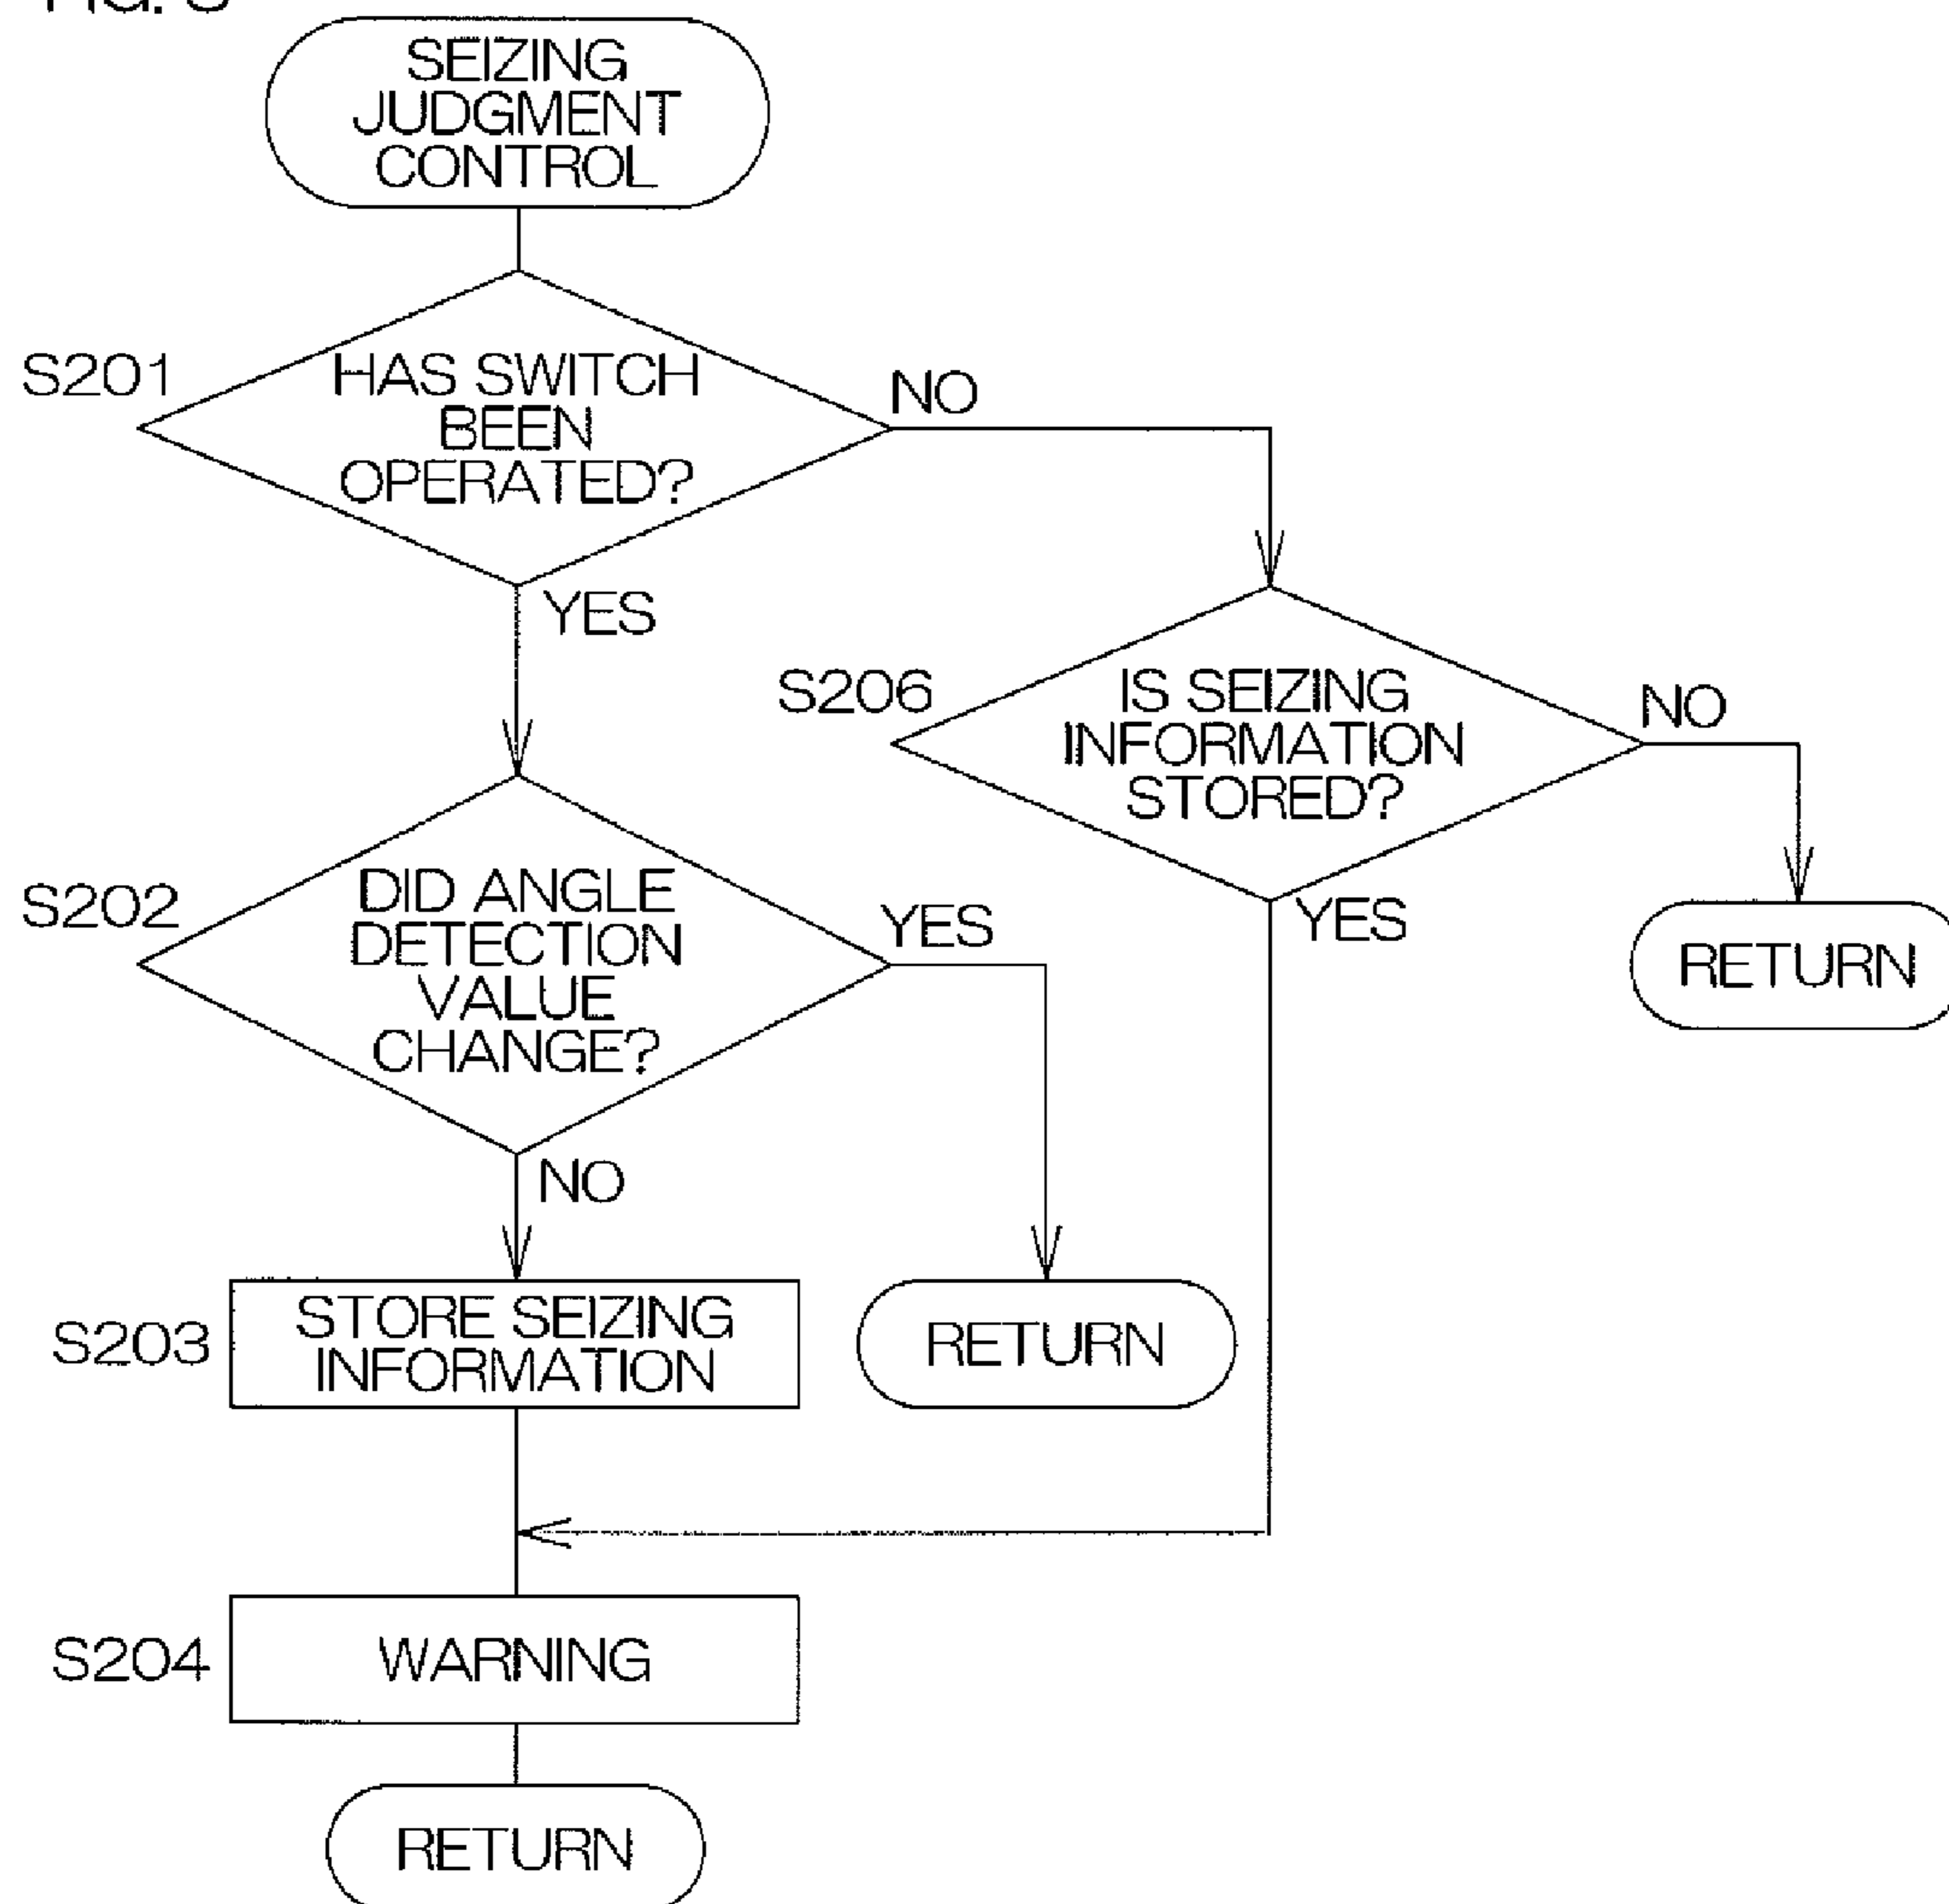 SEIZING
JUDGMENT
CONTROL
S201
HAS SWITCH
BEEN
OPERATED?
NO
YES
S206
IS SEIZING
INFORMATION
STORED?
NO
YES
RETURN
S202
DID ANGLE
DETECTION
VALUE
CHANGE?
YES
NO
S203
STORE SEIZING
INFORMATION
RETURN
S204
WARNING
RETURN